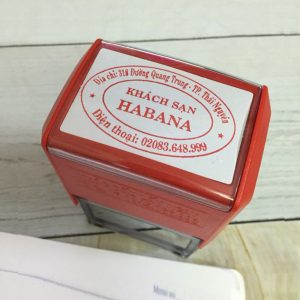 Địa chỉ: 318 Đường Quang Trung - TP. Thái Nguyên
KHÁCH SẠN
HABANA
Điện thoại: 02083.648.999